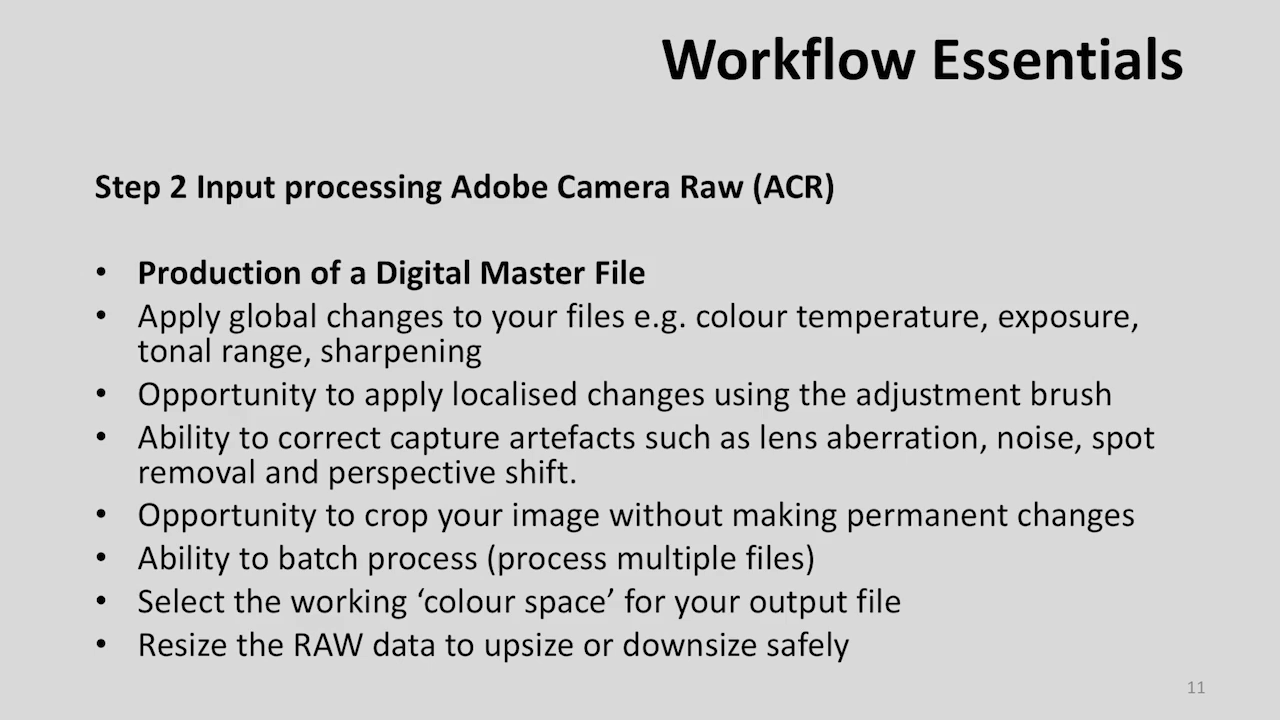 Workflow Essentials
Step 2 Input processing Adobe Camera Raw (ACR)
• Production of a Digital Master File
• Apply global changes to your files e.g. colour temperature, exposure,
tonal range, sharpening
• Opportunity to apply localised changes using the adjustment brush
• Ability to correct capture artefacts such as lens aberration, noise, spot
removal and perspective shift.
• Opportunity to crop your image without making permanent changes
• Ability to batch process (process multiple files)
• Select the working ‘colour space’ for your output file
• Resize the RAW data to upsize or downsize safely
11